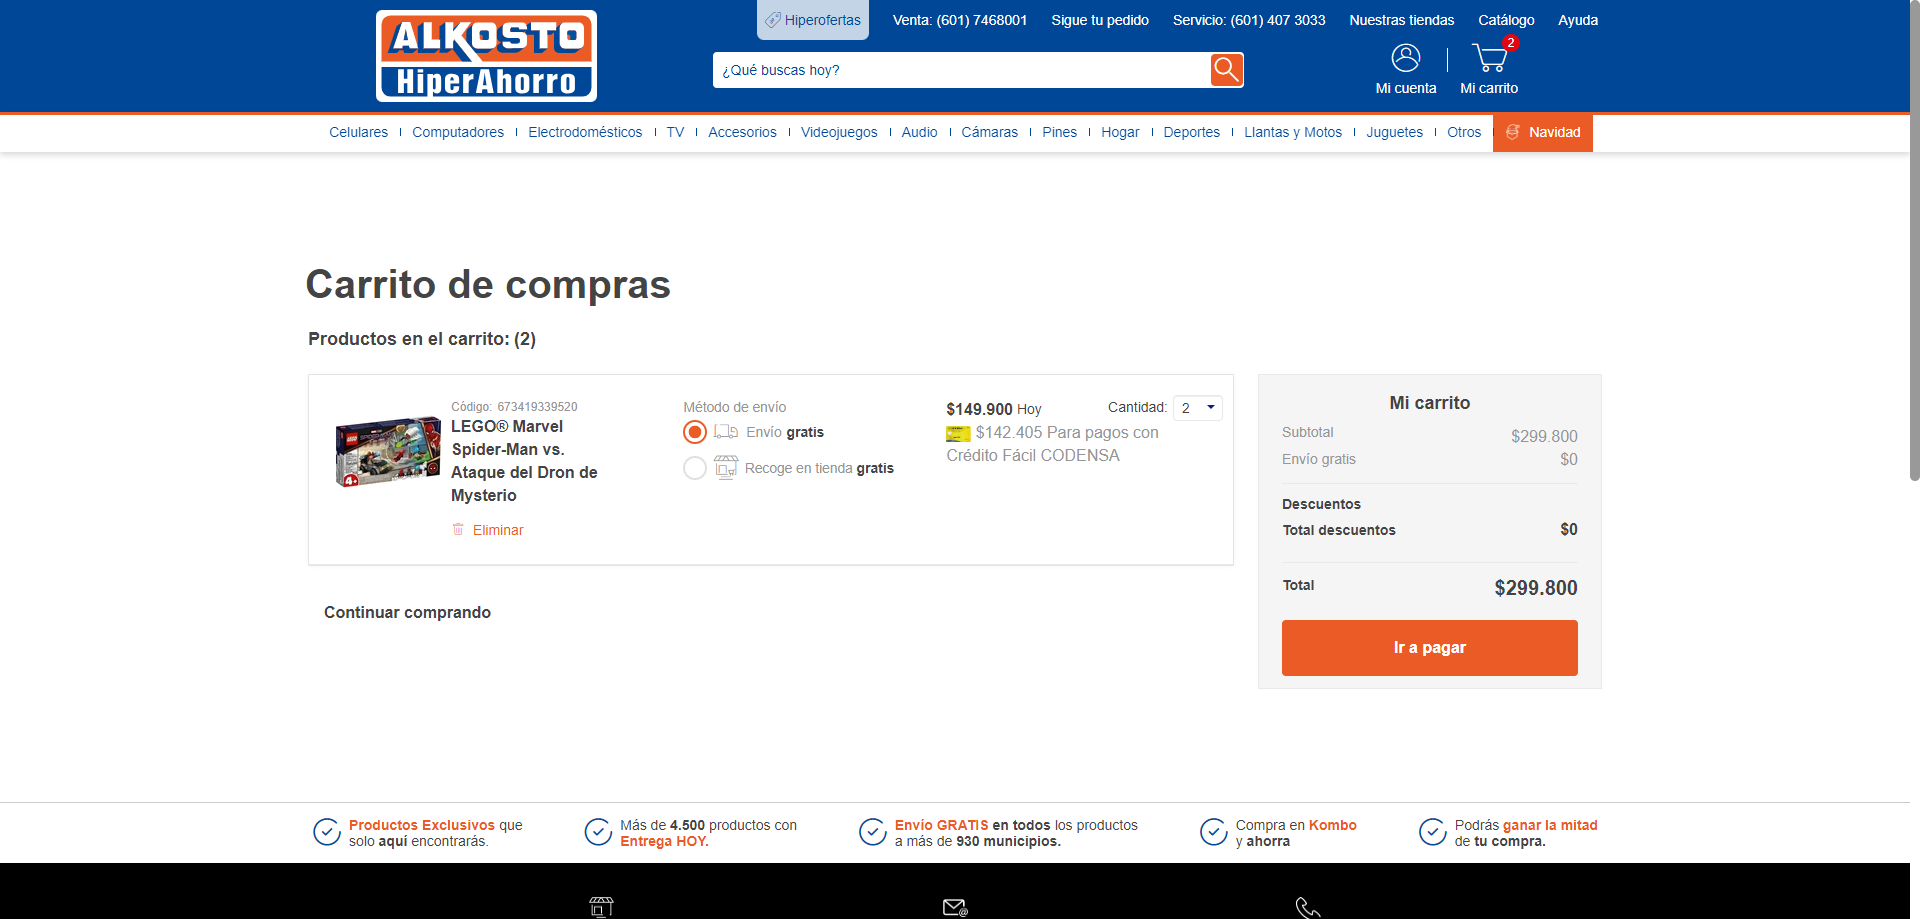 ALKOSTO
HiperAhorro
Hiperofertas
Venta: (601) 7468001
Sigue tu pedido
Servicio: (601) 407 3033
Nuestras tiendas
Catálogo
Ayuda
¿Qué buscas hoy?
Mi cuenta
2
Mi carrito
Celulares
Computadores
Electrodomésticos
TV
Accesorios
Videojuegos
Audio
Cámaras
Pines
Hogar
Deportes
Llantas y Motos
Juguetes
Otros
Navidad
Carrito de compras
Productos en el carrito: (2)
Código: 673419339520
LEGO® Marvel
Spider-Man vs.
Ataque del Dron de
Mysterio
Eliminar
LEGO
4+
Método de envío
Envío gratis
Recoge en tienda gratis
$149.900 Hoy
Cantidad: 2
$142.405 Para pagos con
Crédito Fácil CODENSA
Mi carrito
Subtotal $299.800
Envío gratis $0
Descuentos
Total descuentos $0
Total $299.800
Ir a pagar
Continuar comprando
Productos Exclusivos que
solo aquí encontrarás.
Más de 4.500 productos con
Entrega HOY.
Envío GRATIS en todos los productos
a más de 930 municipios.
Compra en Kombo
y ahorra
Podrás ganar la mitad
de tu compra.